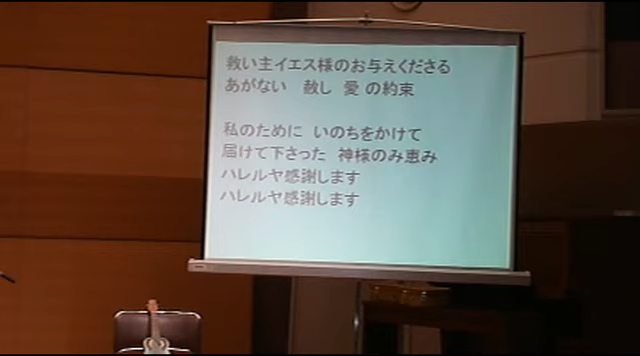 救い主イエス様のお与えくださる
あがない　赦し　愛 の約束
私のために　いのちをかけて
届けて下さった　神様のみ恵み
ハレルヤ感謝します
ハレルヤ感謝します